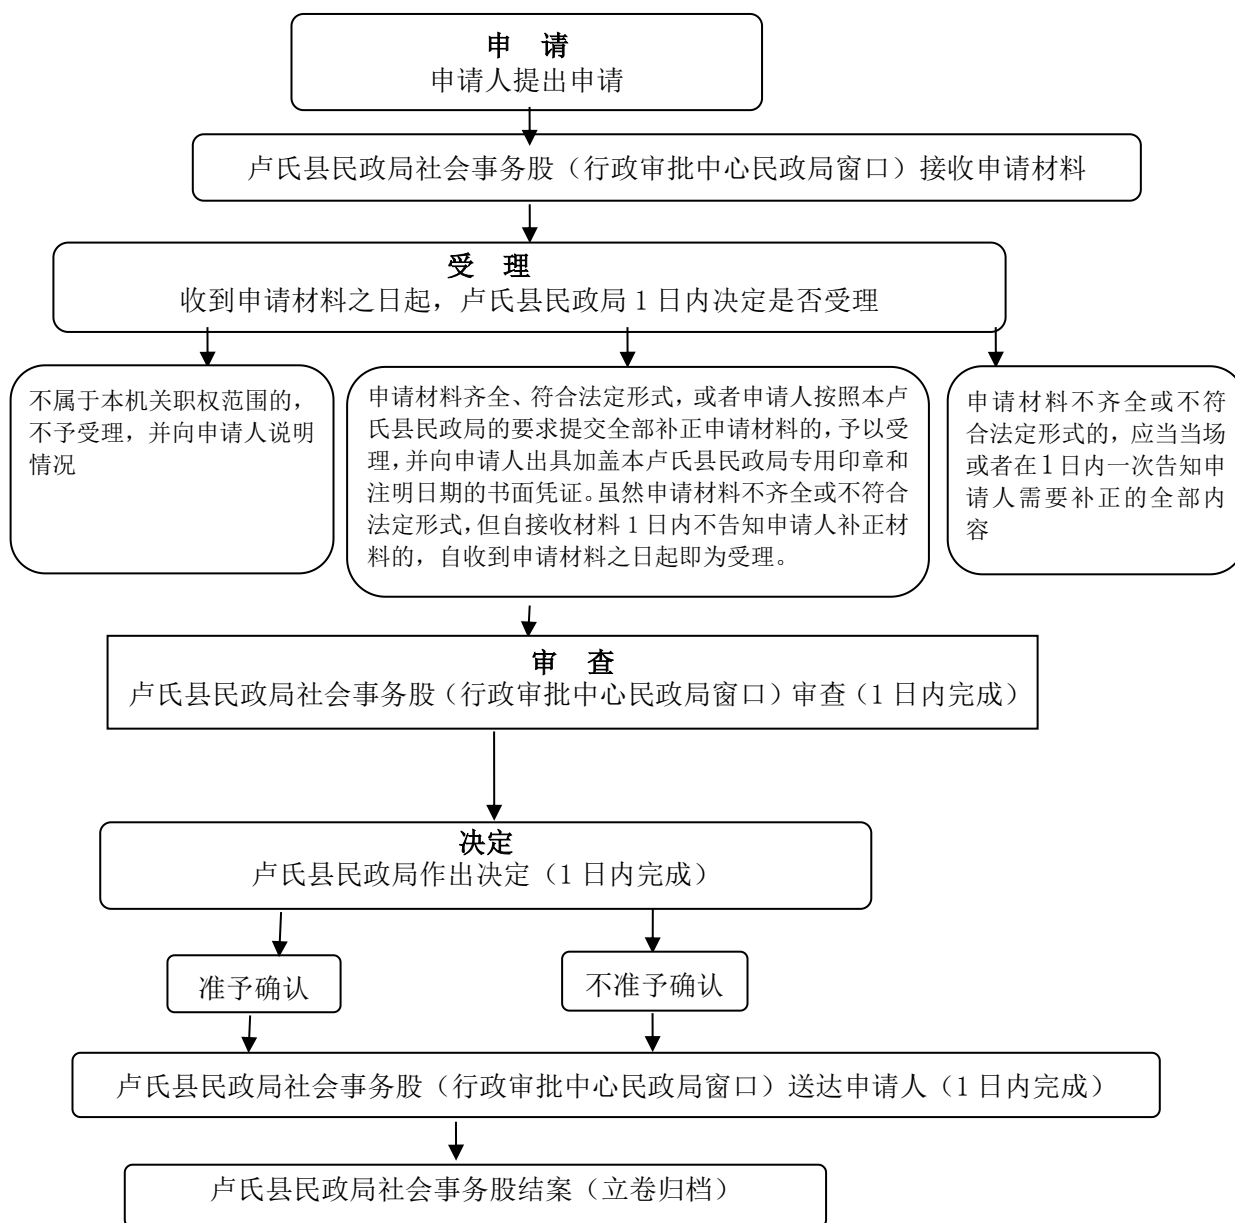 申 请
申请人提出申请
卢氏县民政局社会事务股（行政审批中心民政局窗口）接收申请材料
受 理
收到申请材料之日起，卢氏县民政局 1 日内决定是否受理
不属于本机关职权范围的，
不予受理，并向申请人说明
情况
申请材料齐全、符合法定形式，或者申请人按照本卢
氏县民政局的要求提交全部补正申请材料的，予以受
理，并向申请人出具加盖本卢氏县民政局专用印章和
注明日期的书面凭证。虽然申请材料不齐全或不符合
法定形式，但自接收材料 1 日内不告知申请人补正材
料的，自收到申请材料之日起即为受理。
申请材料不齐全或不符
合法定形式的，应当当场
或者在1日内一次告知申
请人需要补正的全部内
容
审 查
卢氏县民政局社会事务股（行政审批中心民政局窗口）审查（1 日内完成）
决定
卢氏县民政局作出决定（1 日内完成）
准予确认
不准予确认
卢氏县民政局社会事务股（行政审批中心民政局窗口）送达申请人（1 日内完成）
卢氏县民政局社会事务股结案（立卷归档）